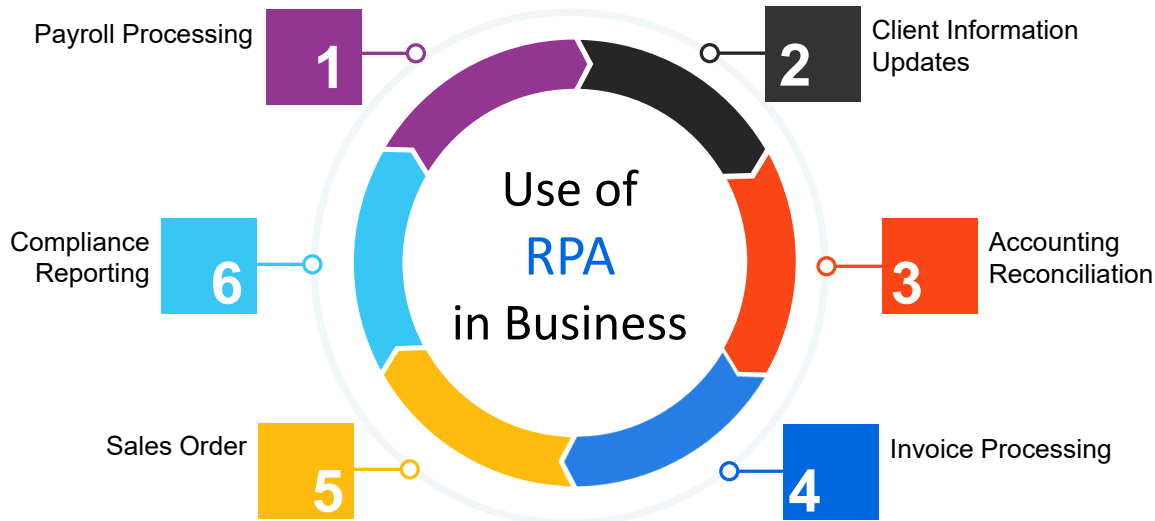 Payroll Processing
1
2
Client Information
Updates
Use of
RPA
in Business
3
Accounting
Reconciliation
4
Invoice Processing
Sales Order
5
Compliance
Reporting
6